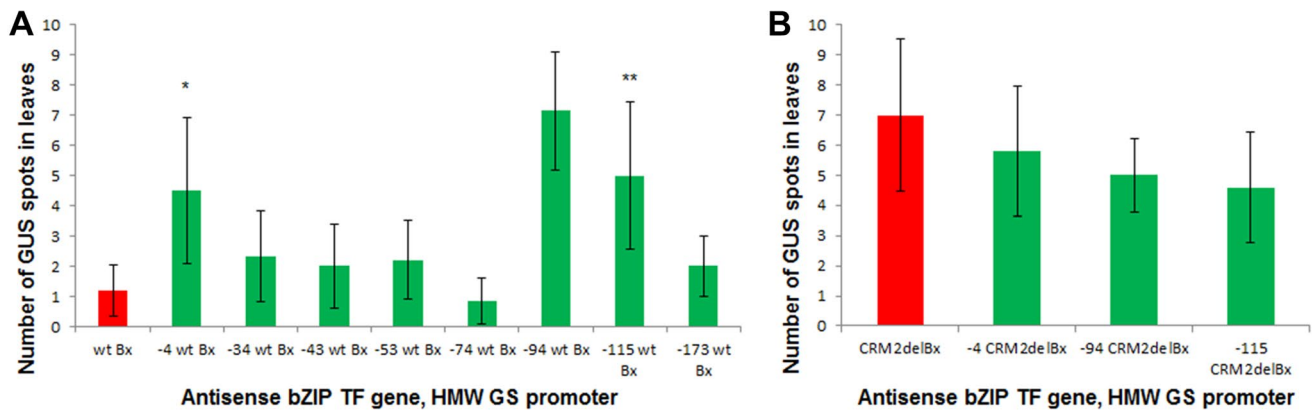 A
Number of GUS spots in leaves
10
9
8
7
6
5
4
3
2
1
0
*
**
wt Bx -4 wt Bx -34 wt Bx -43 wt Bx -53 wt Bx -74 wt Bx -94 wt Bx -115 wt -173 wt
Bx Bx
Antisense bZIP TF gene, HMW GS promoter
B
Number of GUS spots in leaves
10
9
8
7
6
5
4
3
2
1
0
CRM2delBx -4 CRM2delBx -94 CRM2delBx -115
CRM2delBx
Antisense bZIP TF gene, HMW GS promoter